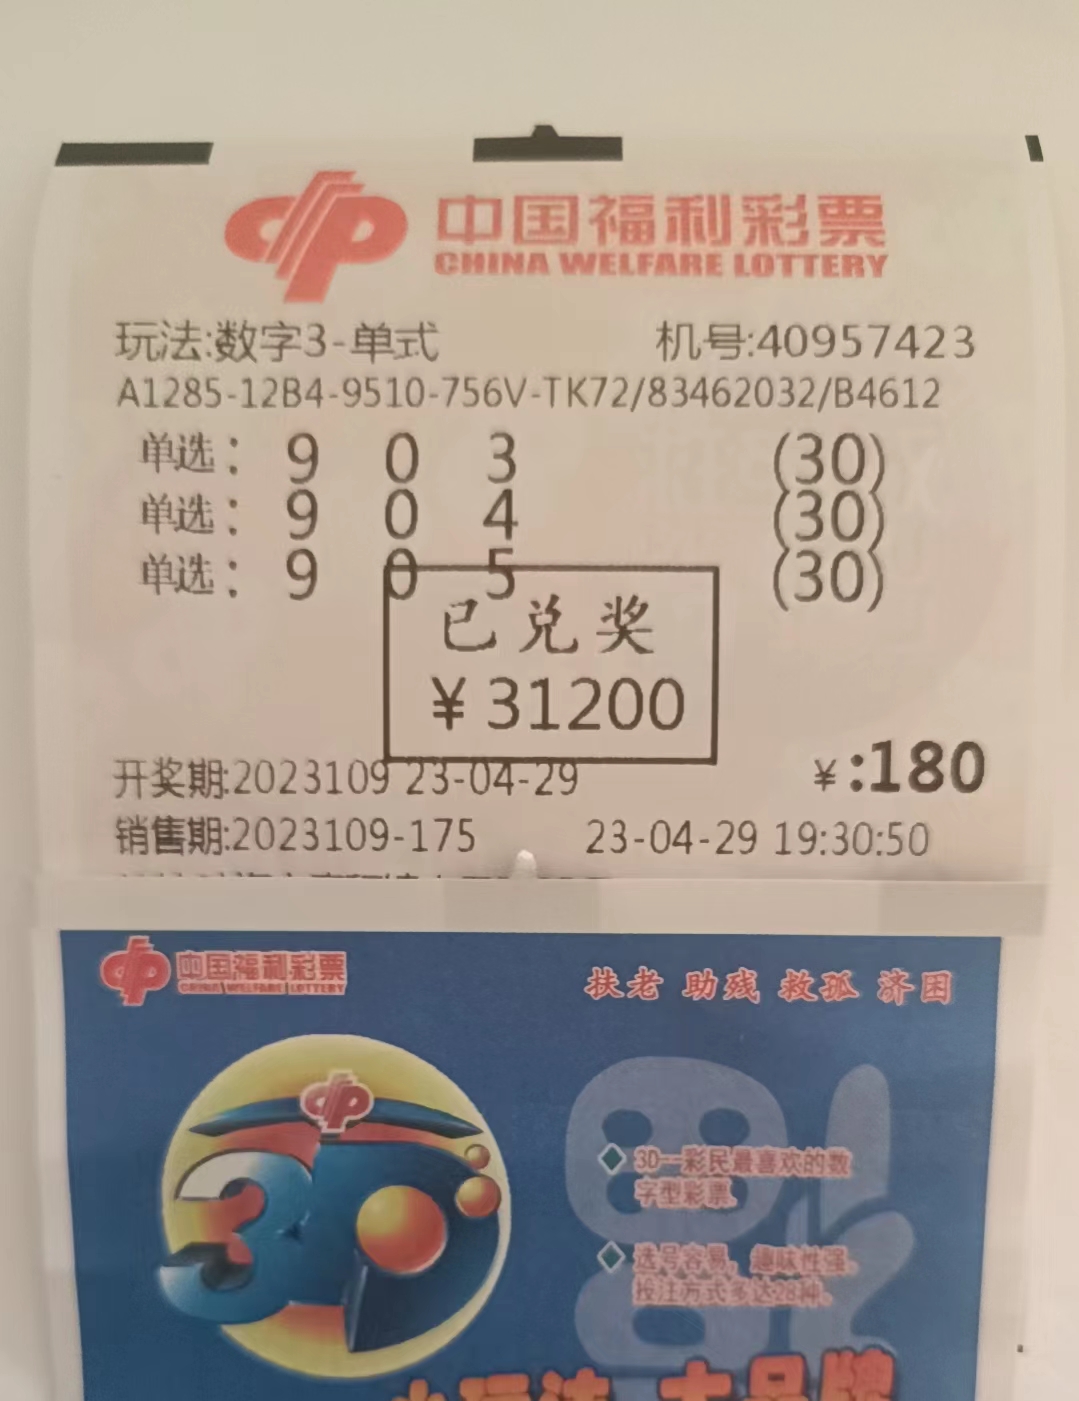 中国福利彩票
CHINA WELFARE LOTTERY
玩法:数字3-单式 机号:40957423
A1285-12B4-9510-756V-TK72/83462032/B4612
单选: 9 0 3 (30)
单选: 9 0 4 (30)
单选: 9 0 5 (30)
已兑奖
¥31200
¥:180
开奖期:2023109 23-04-29
销售期:2023109-175 23-04-29 19:30:50
中国福利彩票
CHINA WELFARE LOTTERY
扶老 助残 救孤 济困
3D
3D--彩民最喜欢的数
字型彩票.
选号容易, 趣味性强.
投注方式多达28种.
小玩法 大品牌